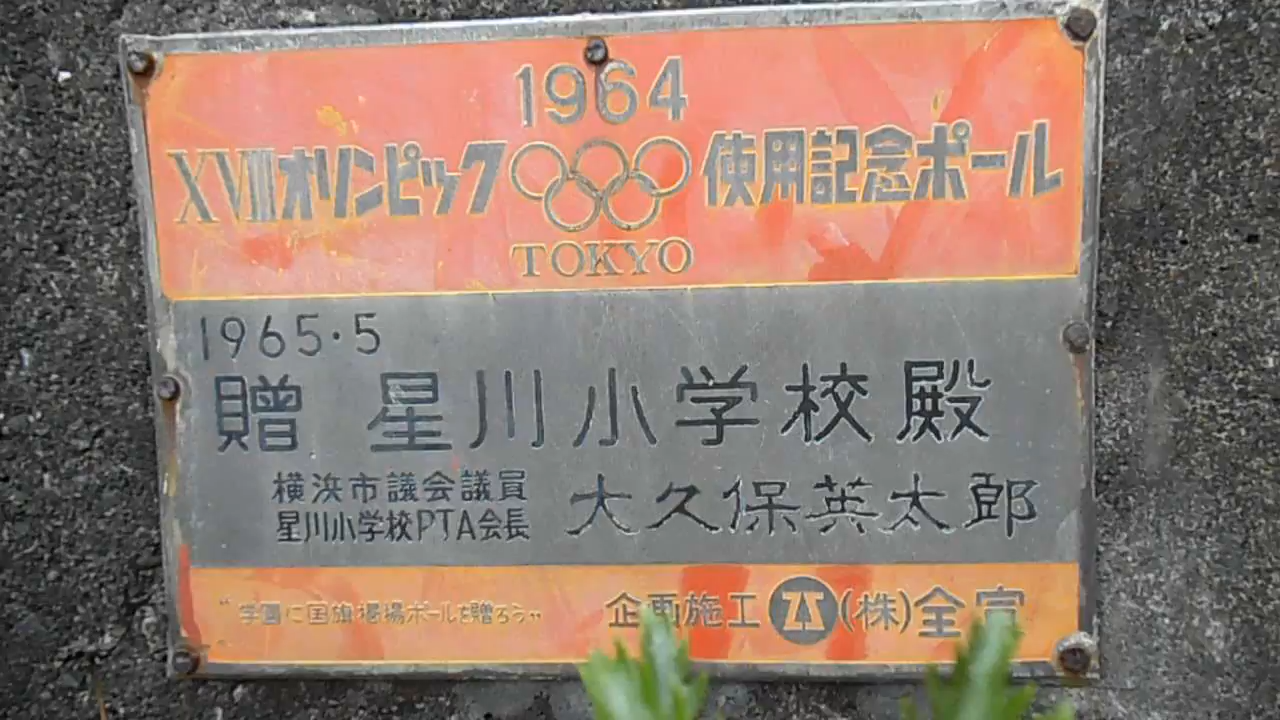 1964
XVIIIオリンピック 使用記念ポール
TOKYO
1965・5
贈 星川小学校殿
横浜市議会議員
星川小学校PTA会長
大久保英太郎
“学園に国旗掲揚ポールを贈ろう”
企画施工 (株)全宣